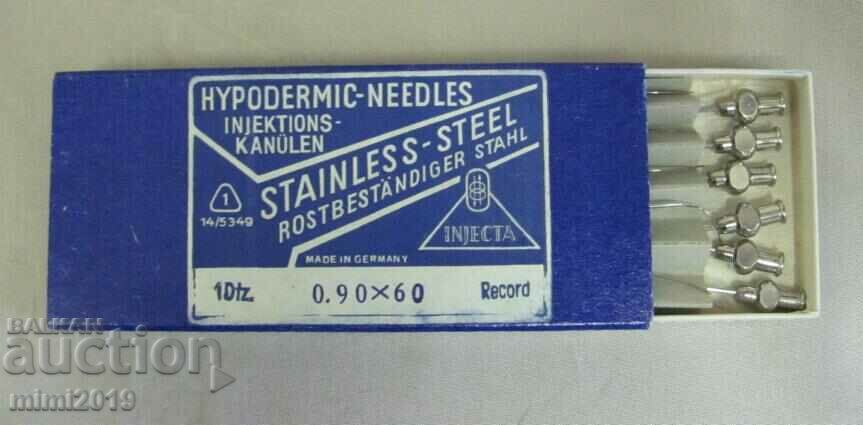 HYPODERMIC-NEEDLES
INJEKTIONS-
KANÜLEN
STAINLESS-STEEL
ROSTBESTÄNDIGER STAHL
1
14/5349
INJECTA
MADE IN GERMANY
1Dtz.
0.90×60
Record
BALKAN
auction
mimi2019